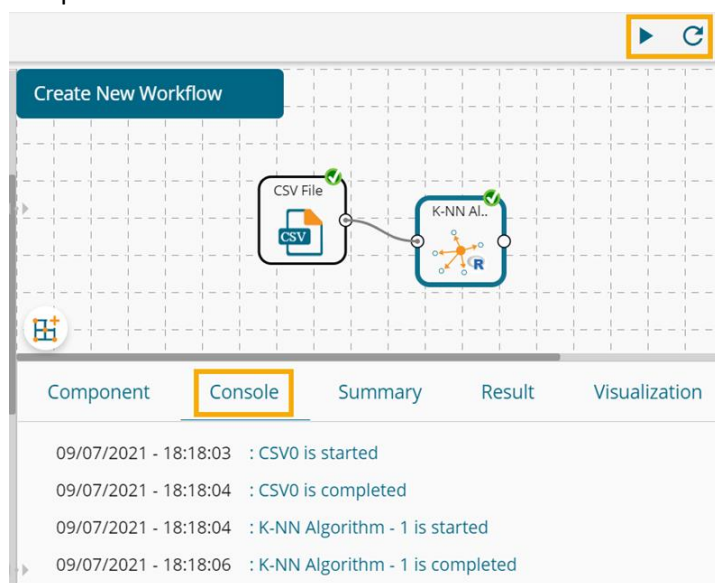 Create New Workflow
CSV File
CSV
K-NN Al..
R
Component Console Summary Result Visualization
09/07/2021 - 18:18:03 : CSV0 is started
09/07/2021 - 18:18:04 : CSV0 is completed
09/07/2021 - 18:18:04 : K-NN Algorithm - 1 is started
09/07/2021 - 18:18:06 : K-NN Algorithm - 1 is completed